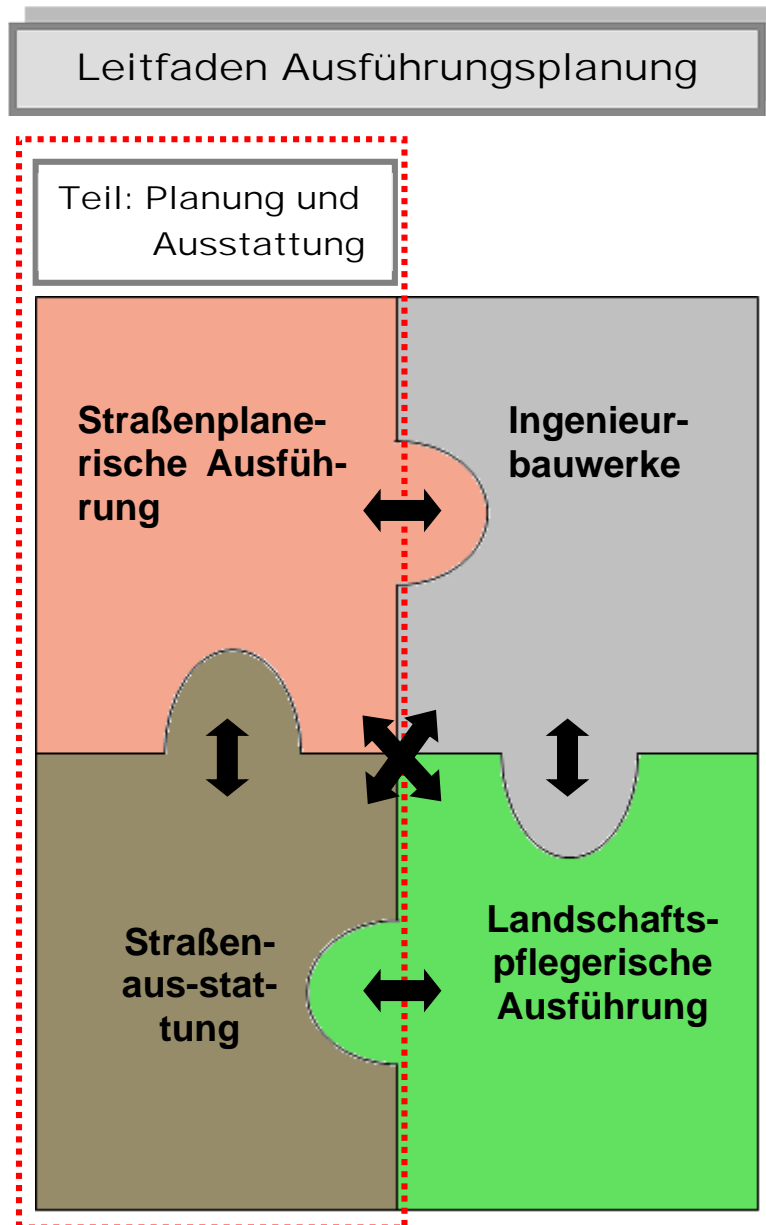 Leitfaden Ausführungsplanung
Teil: Planung und
Ausstattung
Straßenplane-
rische Ausfüh-
rung
Ingenieur-
bauwerke
Straßen-
aus-stat-
tung
Landschafts-
pflegerische
Ausführung